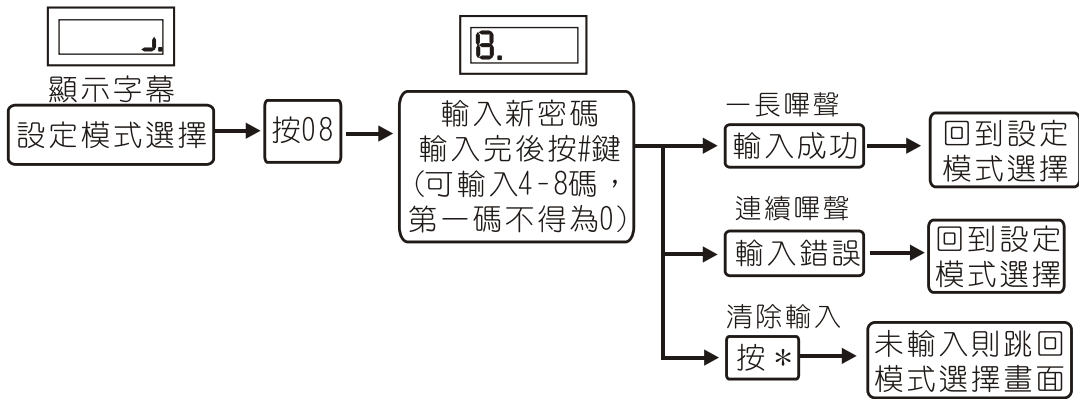 顯示字幕
設定模式選擇
按08
8.
輸入新密碼
輸入完後按#鍵
(可輸入4-8碼，
第一碼不得為0)
一長嗶聲
輸入成功
回到設定
模式選擇
連續嗶聲
輸入錯誤
回到設定
模式選擇
清除輸入
按＊
未輸入則跳回
模式選擇畫面